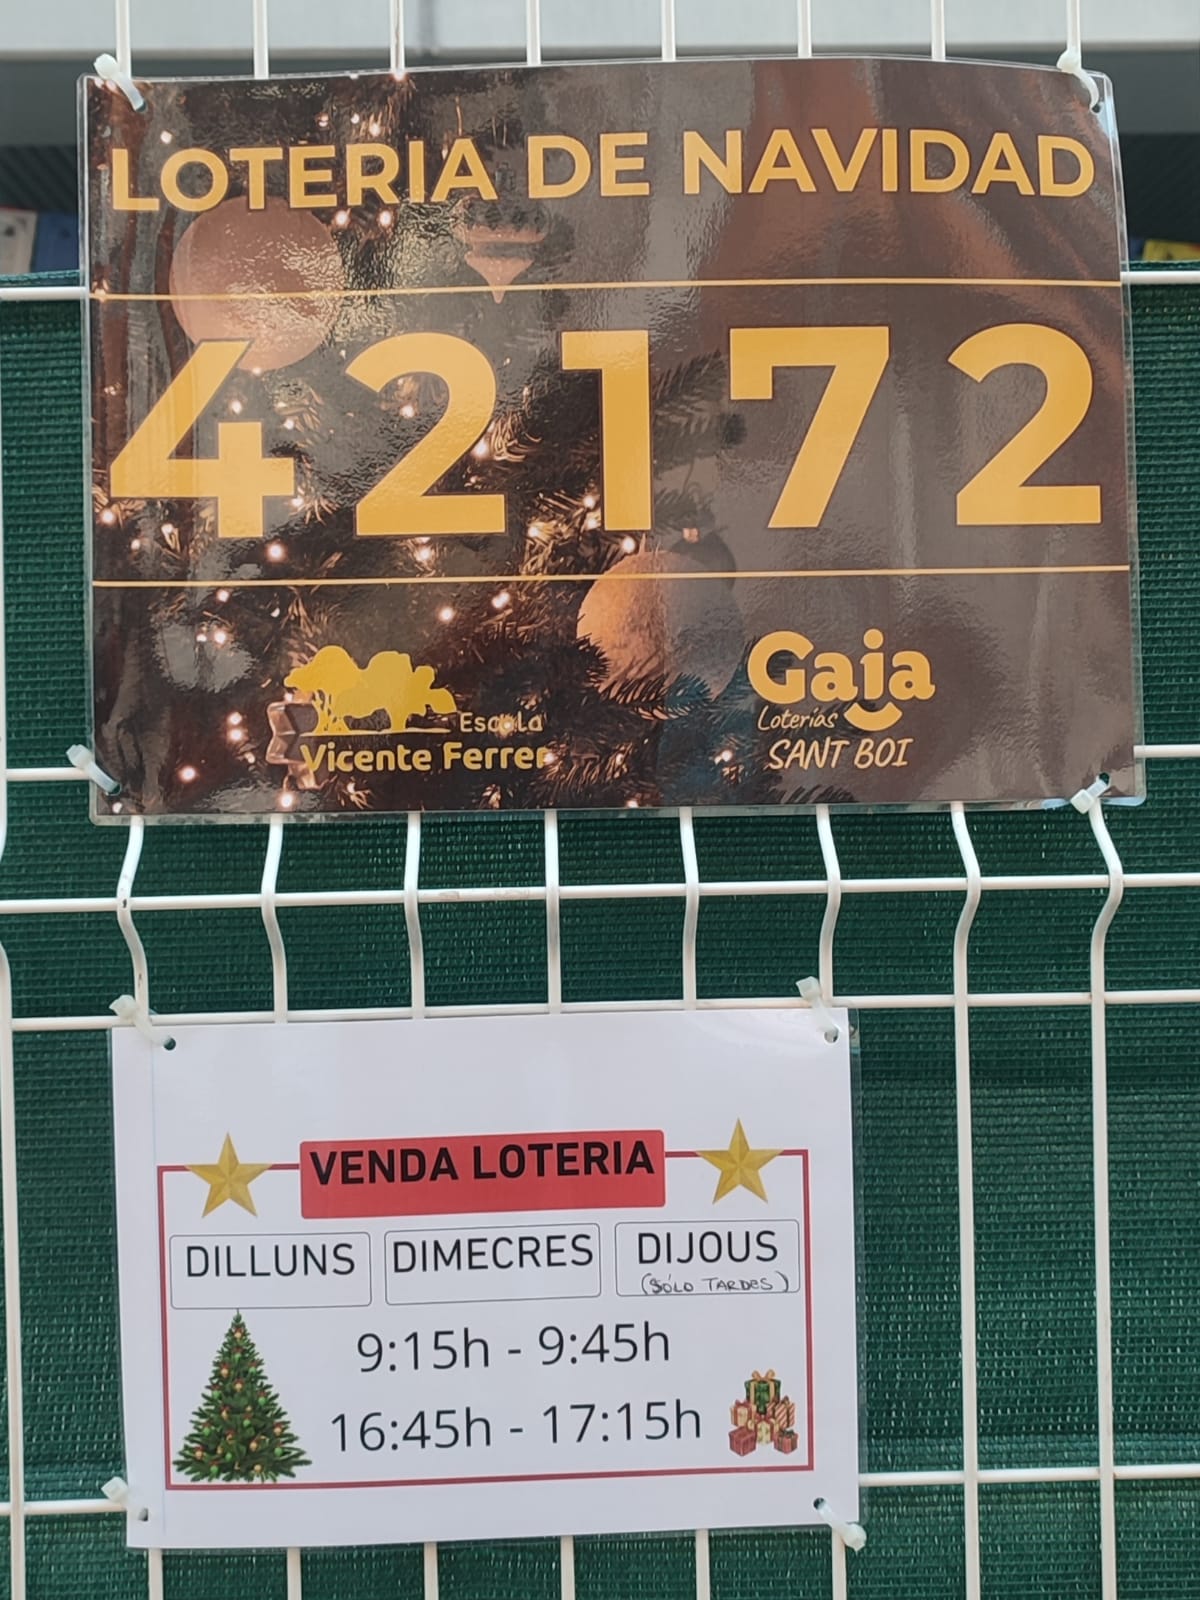 LOTERIA DE NAVIDAD
42172
Escola
Vicente Ferrer
Gaia
Loterías
SANT BOI
VENDA LOTERIA
DILLUNS
DIMECRES
DIJOUS
(SÓLO TARDES)
9:15h - 9:45h
16:45h - 17:15h